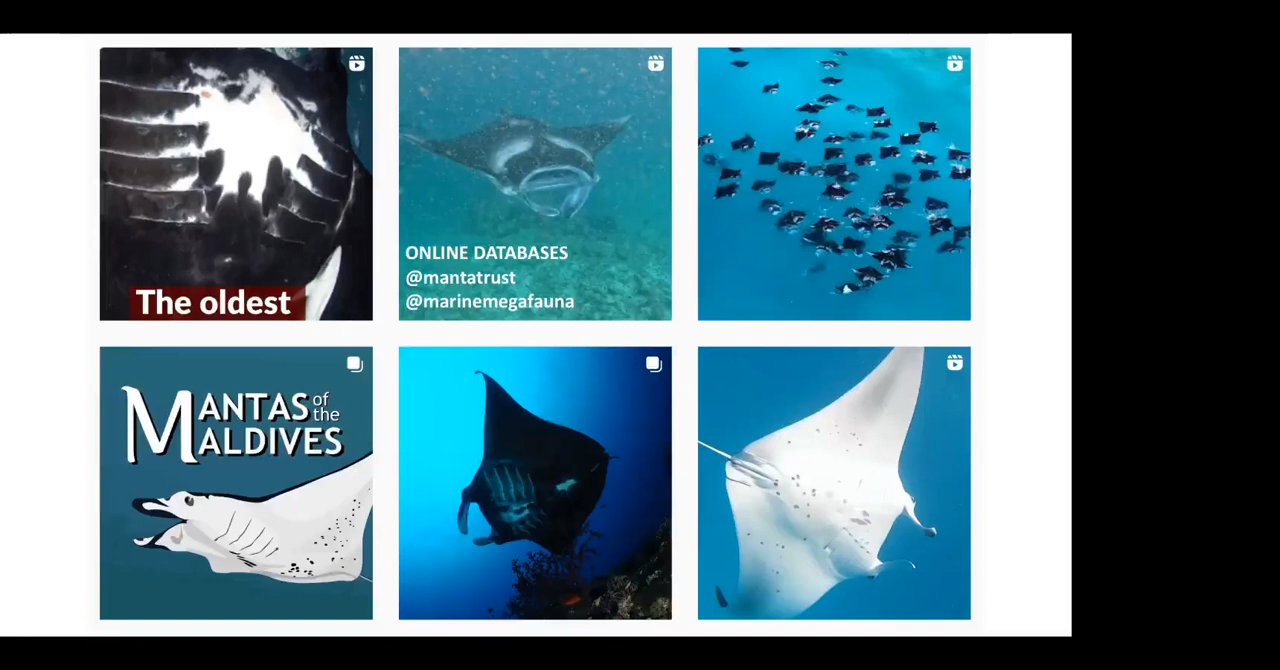 The oldest
ONLINE DATABASES
@mantatrust
@marinemegafauna
MANTAS of the
MALDIVES